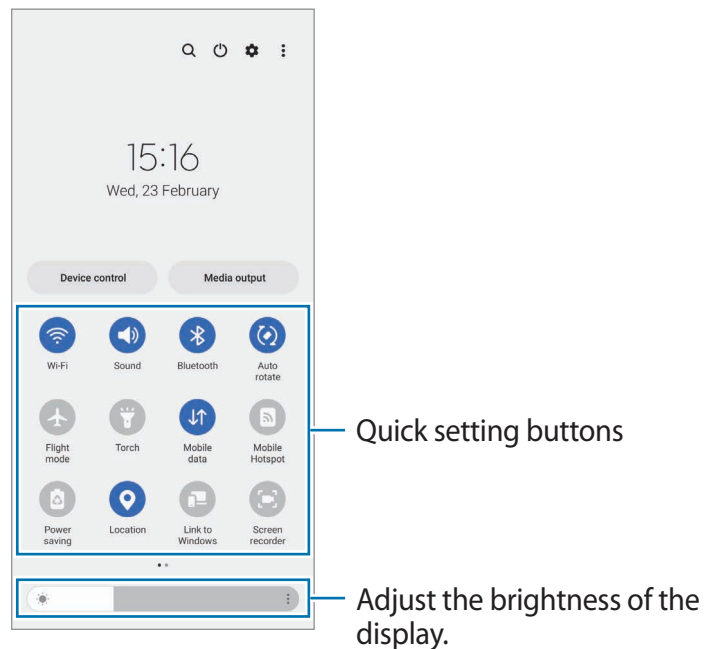 15:16
Wed, 23 February
Device control Media output
Wi-Fi Sound Bluetooth Auto
rotate
Flight Torch Mobile Mobile
mode data Hotspot
Quick setting buttons
Power Location Link to Screen
saving Windows recorder
Adjust the brightness of the
display.